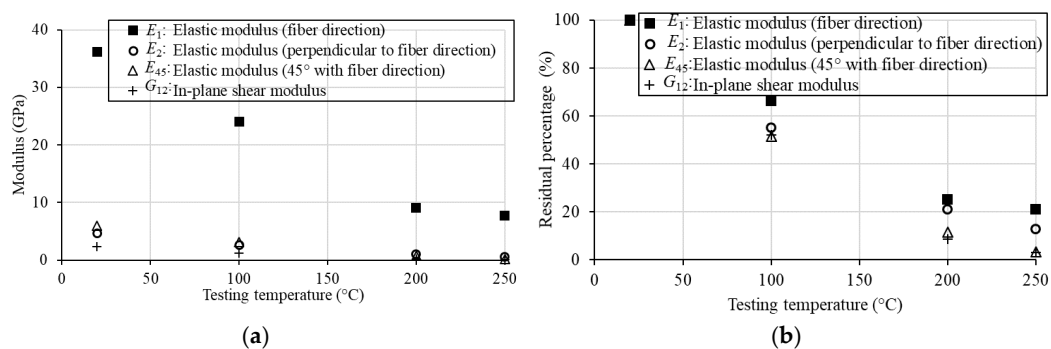 40
30
20
10
0
0
50
100
150
200
250
Modulus (GPa)
Testing temperature (°C)
E1: Elastic modulus (fiber direction)
E2: Elastic modulus (perpendicular to fiber direction)
E45: Elastic modulus (45° with fiber direction)
G12:In-plane shear modulus
(a)
100
80
60
40
20
0
0
50
100
150
200
250
Residual percentage (%)
Testing temperature (°C)
E1: Elastic modulus (fiber direction)
E2: Elastic modulus (perpendicular to fiber direction)
E45: Elastic modulus (45° with fiber direction)
G12:In-plane shear modulus
(b)